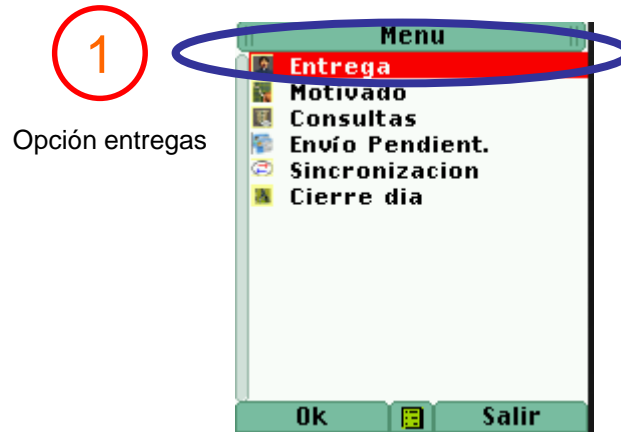 1
Opción entregas
Menu
Entrega
Motivado
Consultas
Envío Pendient.
Sincronizacion
Cierre dia
Ok
Salir